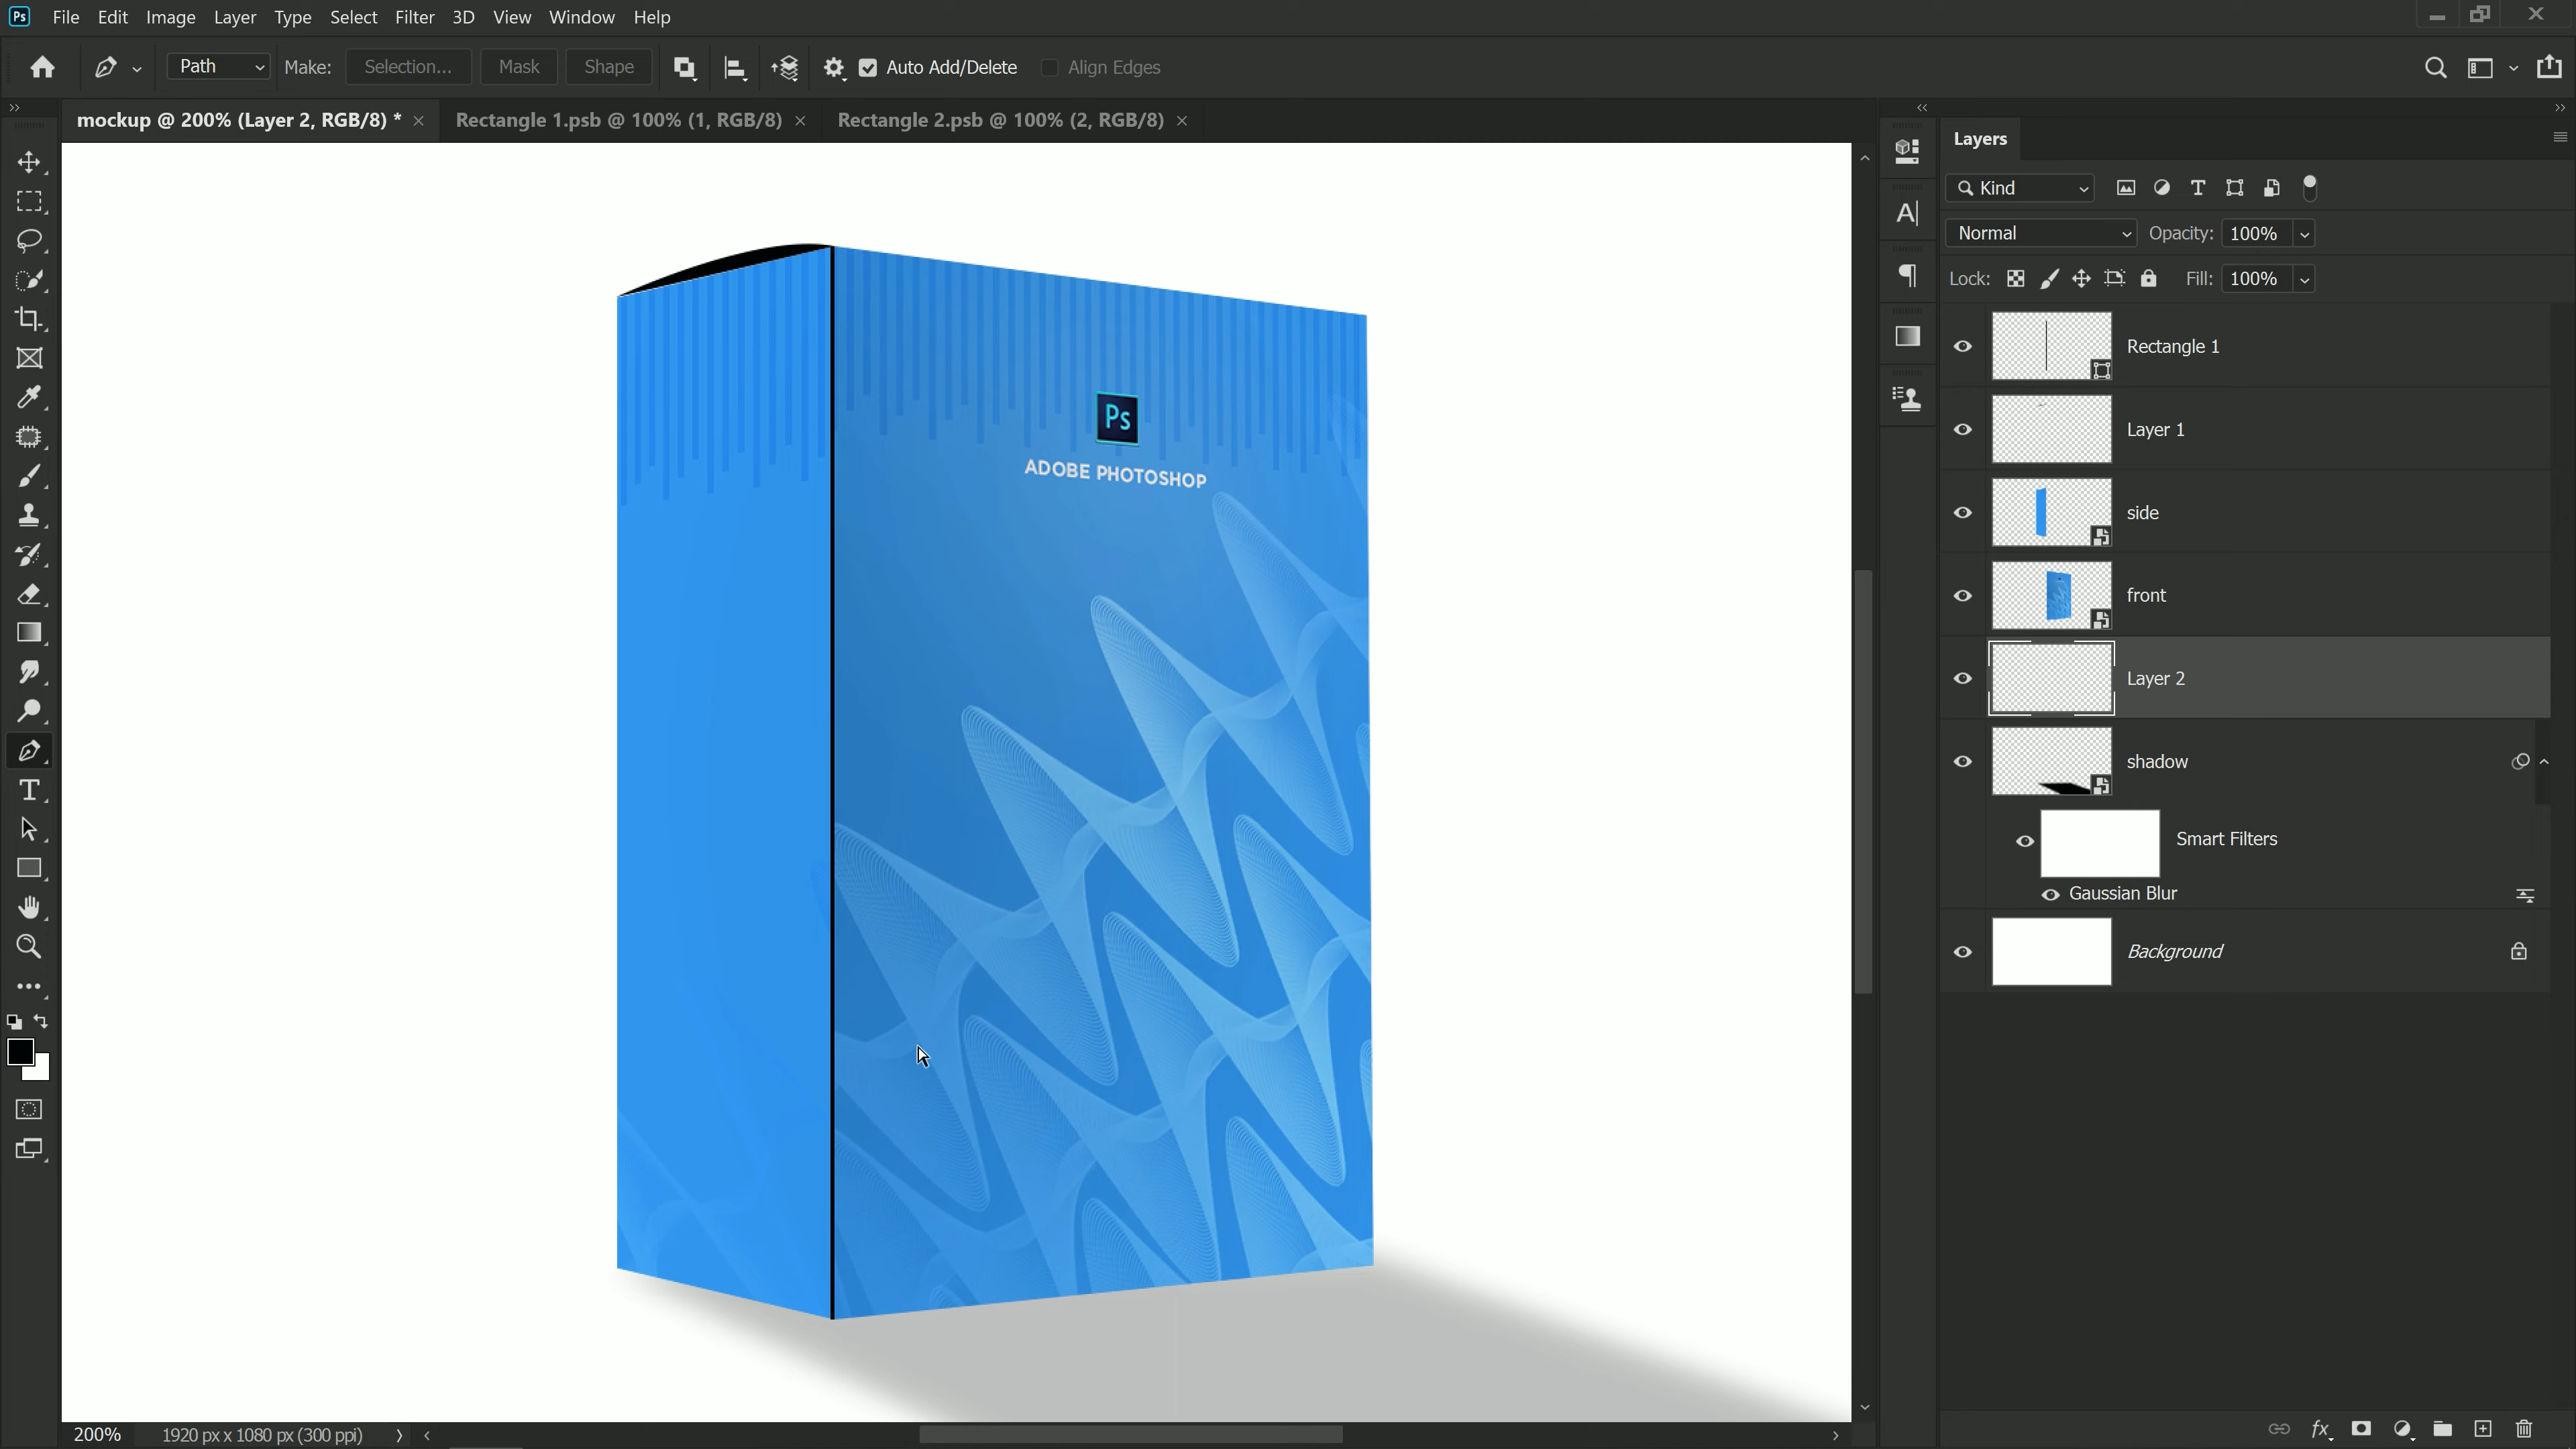 Ps File Edit Image Layer Type Select Filter 3D View Window Help
Path Make: Selection... Mask Shape Auto Add/Delete Align Edges
mockup @ 200% (Layer 2, RGB/8) * Rectangle 1.psb @ 100% (1, RGB/8) Rectangle 2.psb @ 100% (2, RGB/8)
Layers
Kind
Normal Opacity: 100%
Lock: Fill: 100%
Rectangle 1
Layer 1
side
front
Layer 2
shadow
Smart Filters
Gaussian Blur
Background
Ps
ADOBE PHOTOSHOP
200% 1920 px x 1080 px (300 ppi)
fx